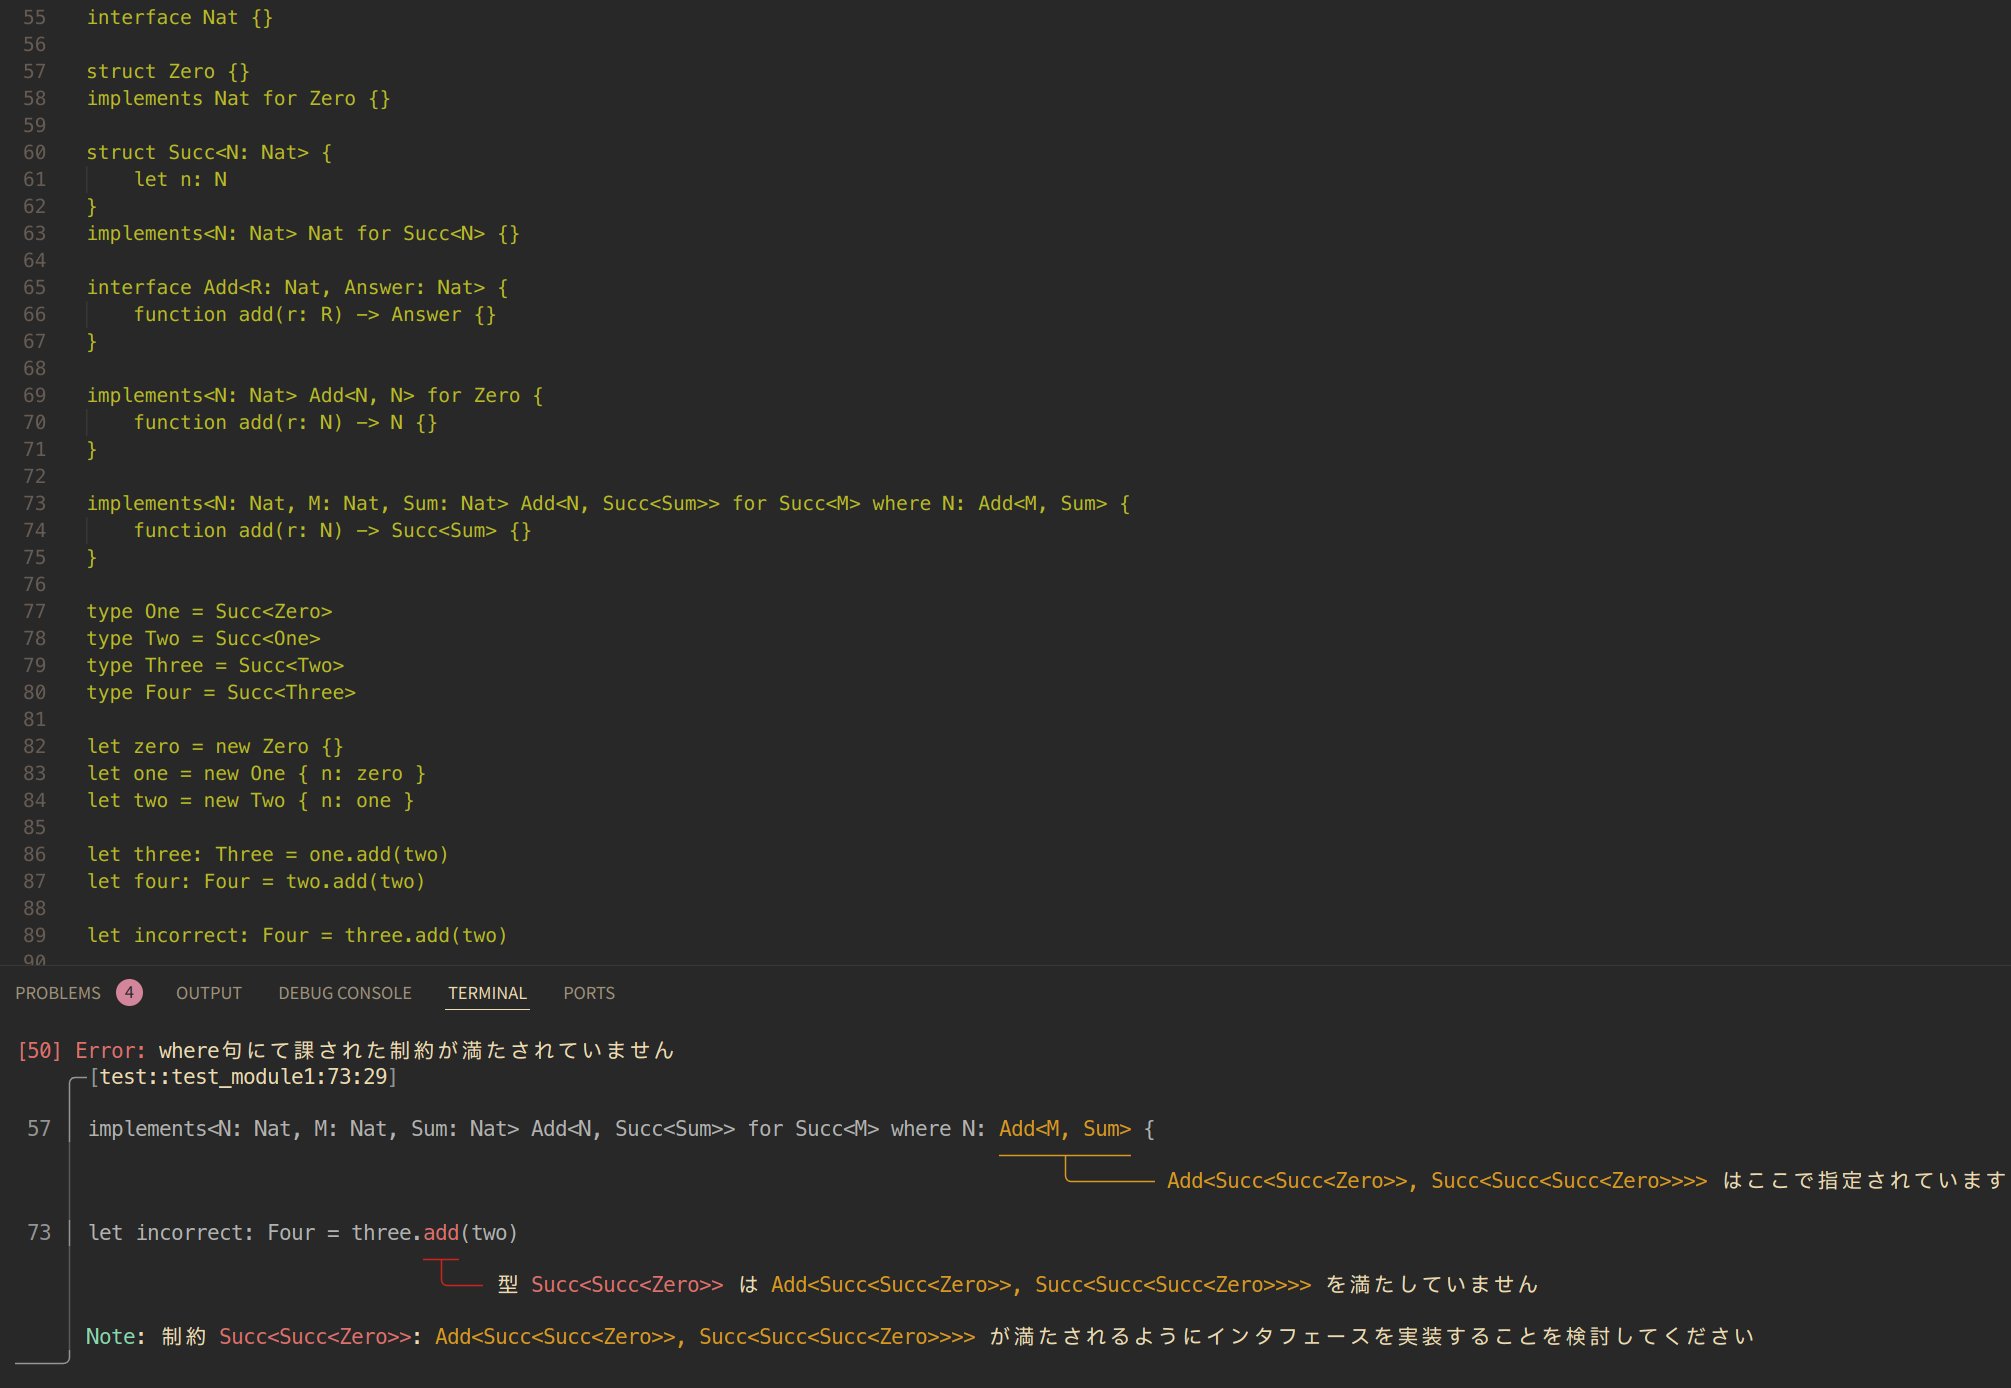 55 interface Nat {}
56
57 struct Zero {}
58 implements Nat for Zero {}
59
60 struct Succ<N: Nat> {
61     let n: N
62 }
63 implements<N: Nat> Nat for Succ<N> {}
64
65 interface Add<R: Nat, Answer: Nat> {
66     function add(r: R) -> Answer {}
67 }
68
69 implements<N: Nat> Add<N, N> for Zero {
70     function add(r: N) -> N {}
71 }
72
73 implements<N: Nat, M: Nat, Sum: Nat> Add<N, Succ<Sum>> for Succ<M> where N: Add<M, Sum> {
74     function add(r: N) -> Succ<Sum> {}
75 }
76
77 type One = Succ<Zero>
78 type Two = Succ<One>
79 type Three = Succ<Two>
80 type Four = Succ<Three>
81
82 let zero = new Zero {}
83 let one = new One { n: zero }
84 let two = new Two { n: one }
85
86 let three: Three = one.add(two)
87 let four: Four = two.add(two)
88
89 let incorrect: Four = three.add(two)
90
PROBLEMS 4 OUTPUT DEBUG CONSOLE TERMINAL PORTS
[50] Error: where句にて課された制約が満たされていません
[test::test_module1:73:29]
57 implements<N: Nat, M: Nat, Sum: Nat> Add<N, Succ<Sum>> for Succ<M> where N: Add<M, Sum> {
Add<Succ<Succ<Zero>>, Succ<Succ<Succ<Zero>>>> はここで指定されています
73 let incorrect: Four = three.add(two)
型 Succ<Succ<Zero>> は Add<Succ<Succ<Zero>>, Succ<Succ<Succ<Zero>>>> を満たしていません
Note: 制約 Succ<Succ<Zero>>: Add<Succ<Succ<Zero>>, Succ<Succ<Succ<Zero>>>> が満たされるようにインタフェースを実装することを検討してください